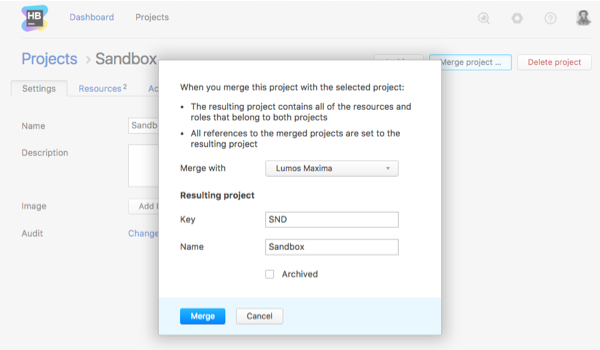 HB
Dashboard Projects
Projects › Sandbox
Merge project ... Delete project
Settings Resources 2
Name
Description
Image
Audit Change
When you merge this project with the selected project:
• The resulting project contains all of the resources and
roles that belong to both projects
• All references to the merged projects are set to the
resulting project
Merge with Lumos Maxima
Resulting project
Key SND
Name Sandbox
Archived
Merge Cancel